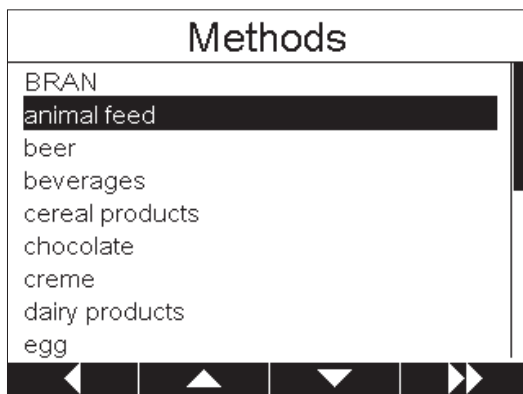 Methods
BRAN
animal feed
beer
beverages
cereal products
chocolate
creme
dairy products
egg